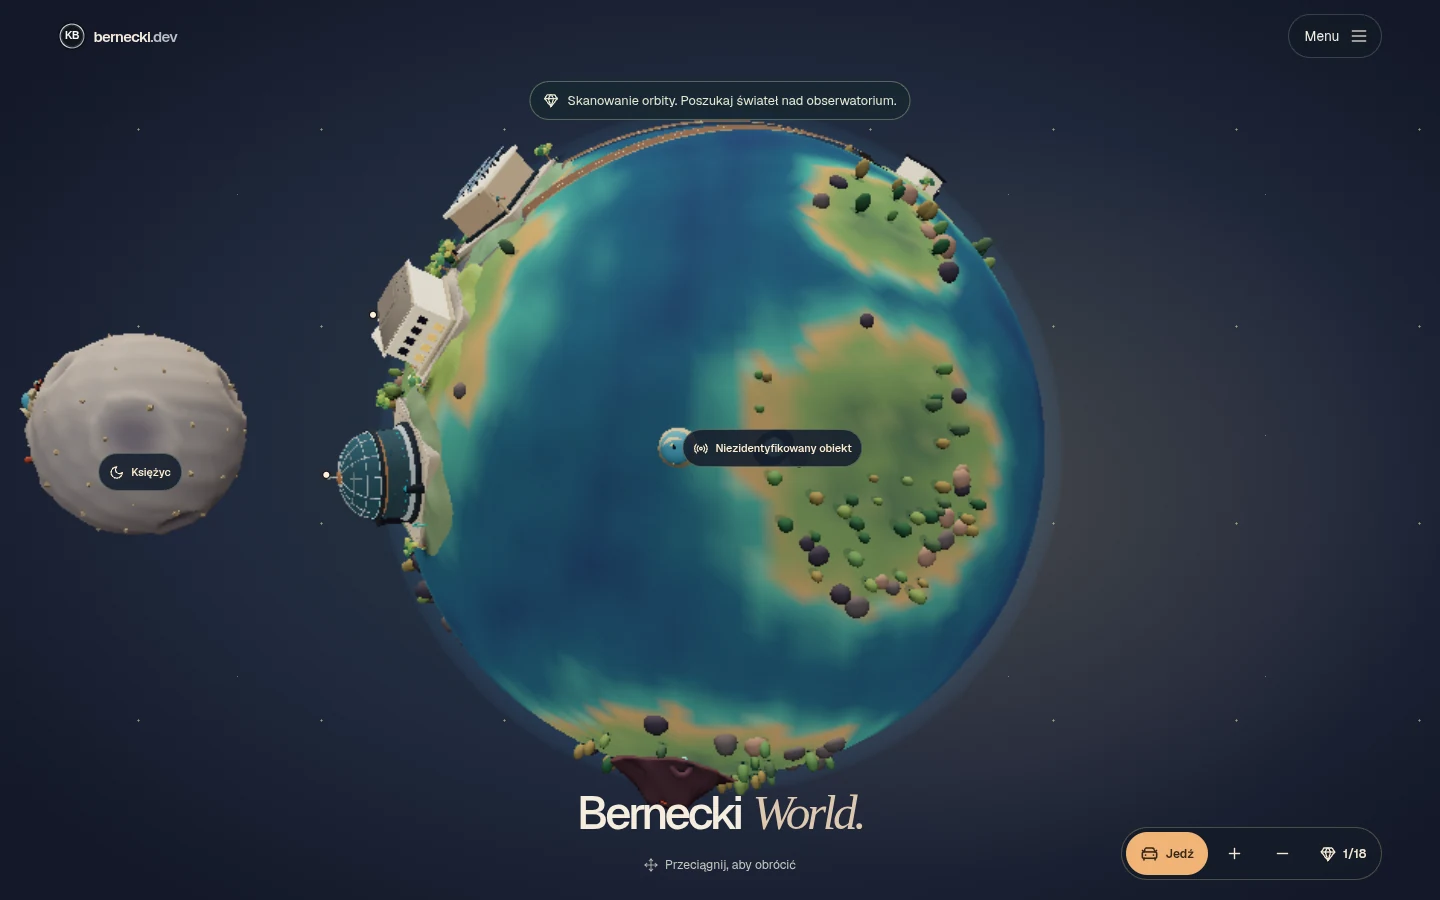 KB bernecki.dev
Menu
Skanowanie orbity. Poszukaj świateł nad obserwatorium.
Niezidentyfikowany obiekt
Księżyc
Bernecki World.
Przeciągnij, aby obrócić
Jedź
1/18